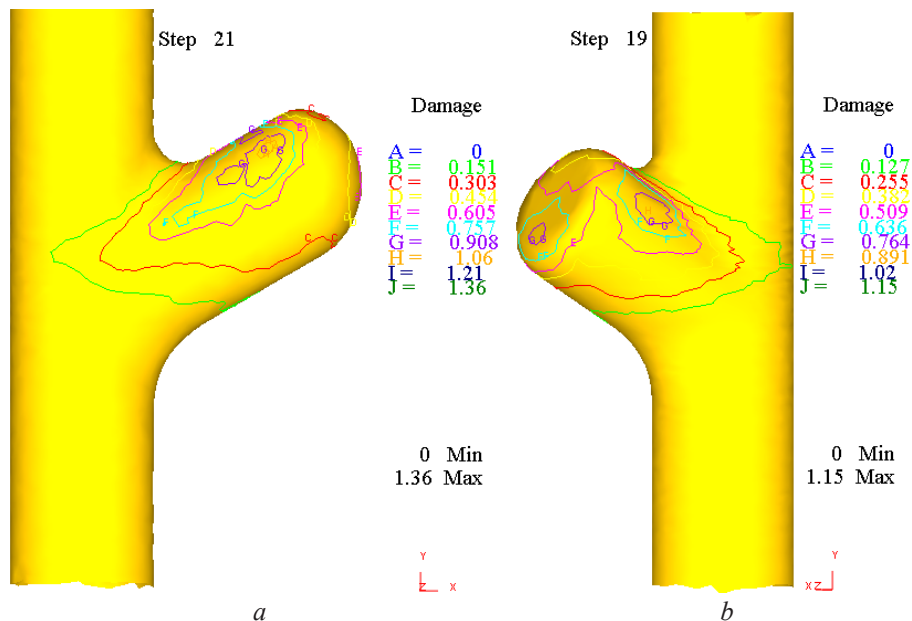 Step 21
Damage
A = 0
B = 0.151
C = 0.303
D = 0.454
E = 0.605
F = 0.757
G = 0.908
H = 1.06
I = 1.21
J = 1.36
0 Min
1.36 Max
Y
Z X
a
Step 19
Damage
A = 0
B = 0.127
C = 0.255
D = 0.382
E = 0.509
F = 0.636
G = 0.764
H = 0.891
I = 1.02
J = 1.15
0 Min
1.15 Max
Y
X Z
b